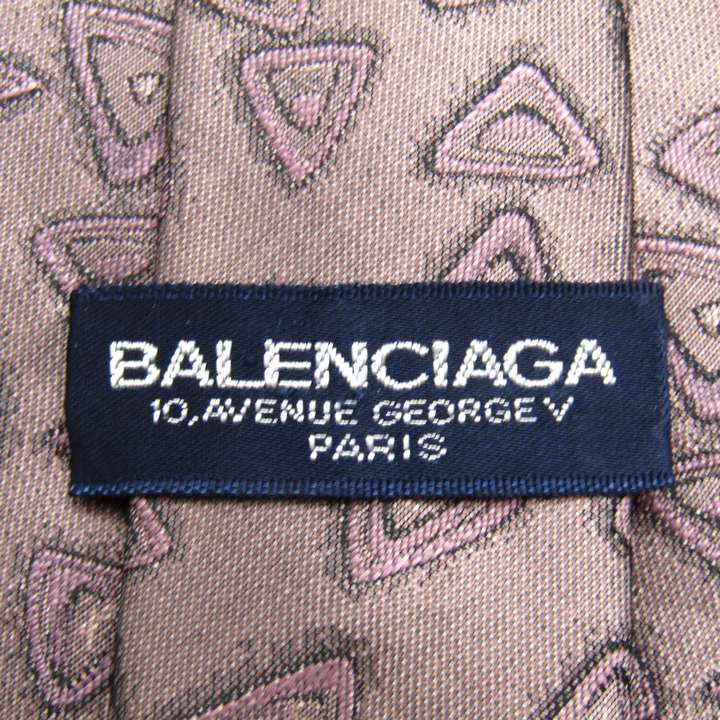 BALENCIAGA
10, AVENUE GEORGE V
PARIS